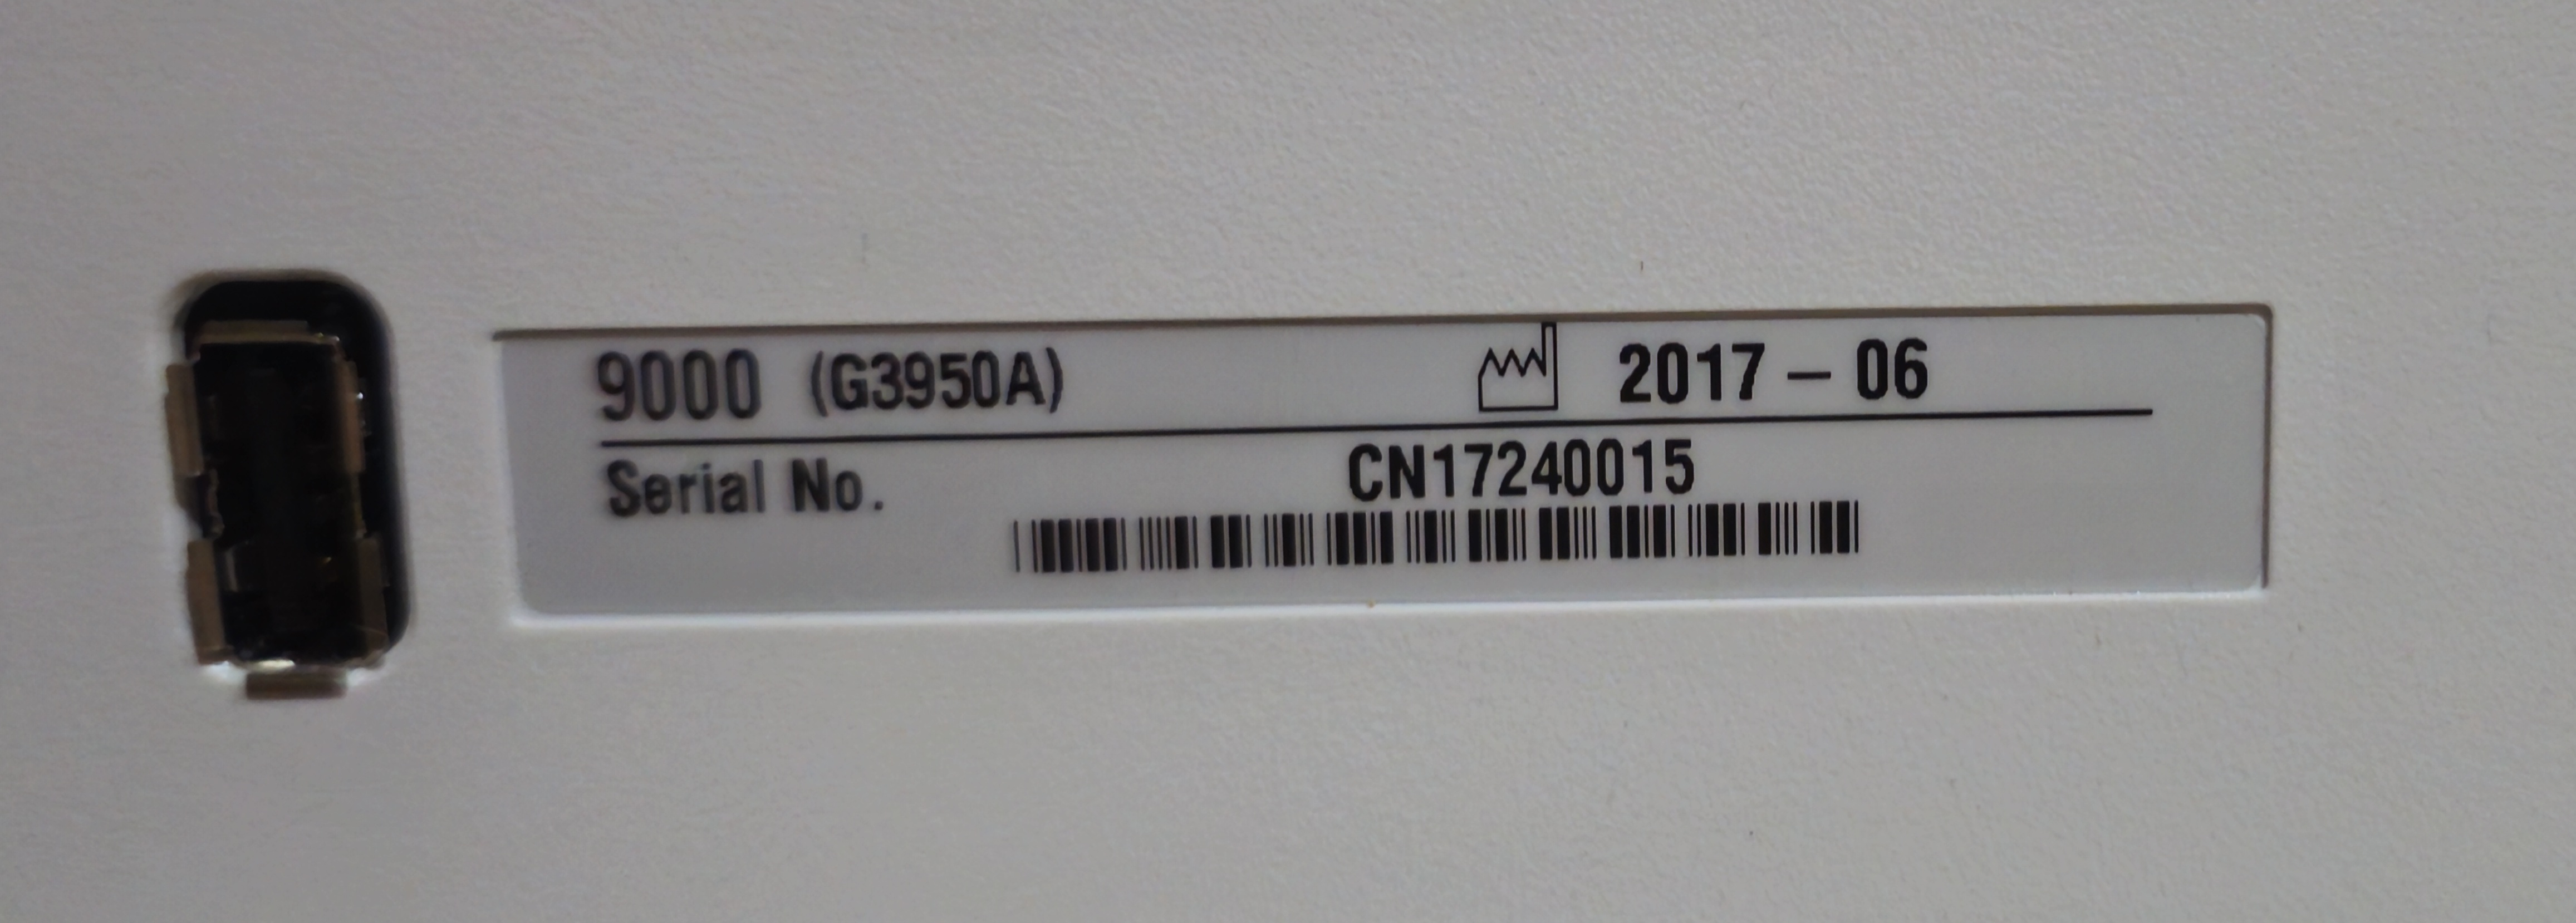 9000 (G3950A) 2017 – 06
Serial No. CN17240015